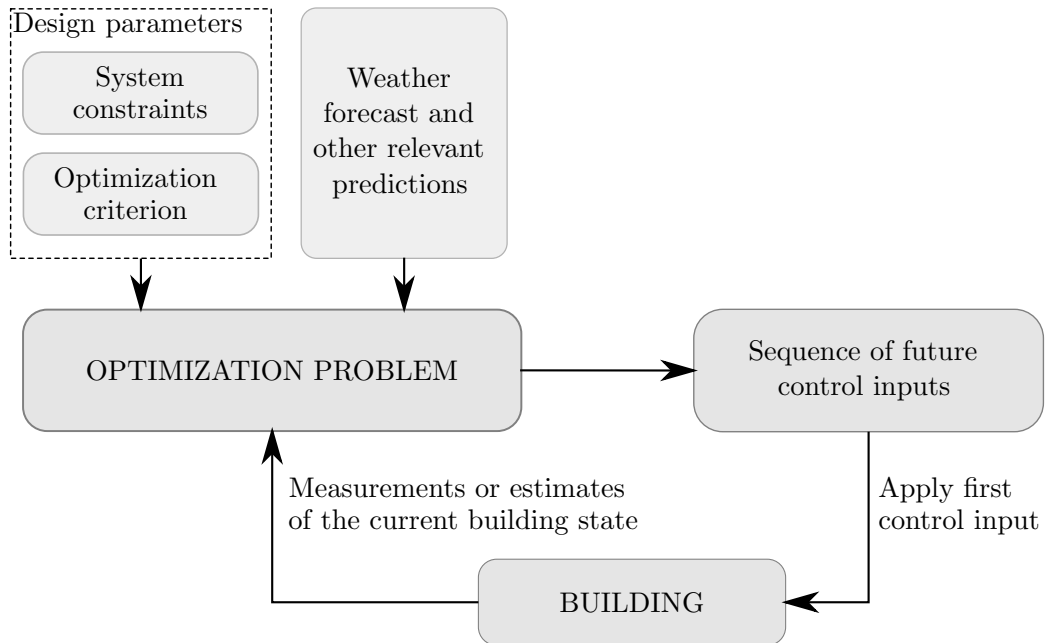 Design parameters
System
constraints
Optimization
criterion
Weather
forecast and
other relevant
predictions
OPTIMIZATION PROBLEM
Sequence of future
control inputs
Measurements or estimates
of the current building state
Apply first
control input
BUILDING